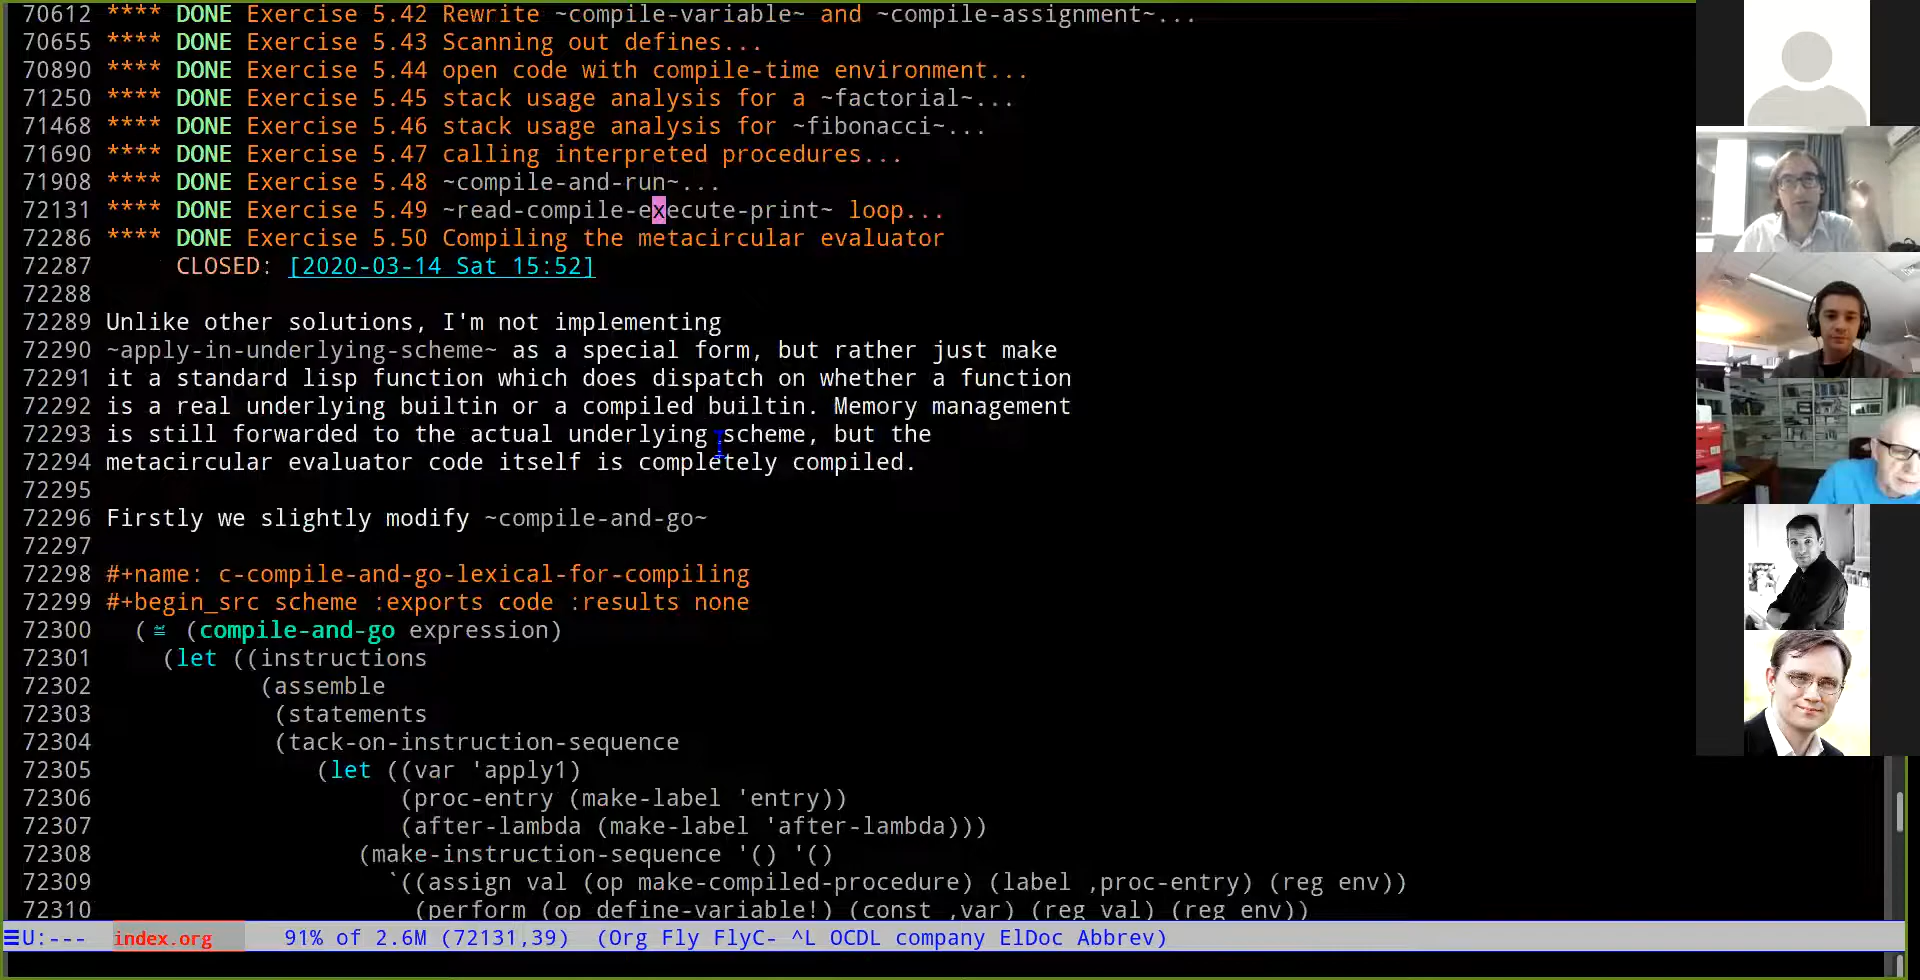 70612 **** DONE Exercise 5.42 Rewrite ~compile-variable~ and ~compile-assignment~...
70655 **** DONE Exercise 5.43 Scanning out defines...
70890 **** DONE Exercise 5.44 open code with compile-time environment...
71250 **** DONE Exercise 5.45 stack usage analysis for a ~factorial~...
71468 **** DONE Exercise 5.46 stack usage analysis for ~fibonacci~...
71690 **** DONE Exercise 5.47 calling interpreted procedures...
71908 **** DONE Exercise 5.48 ~compile-and-run~...
72131 **** DONE Exercise 5.49 ~read-compile-execute-print~ loop...
72286 **** DONE Exercise 5.50 Compiling the metacircular evaluator
72287 CLOSED: [2020-03-14 Sat 15:52]
72288
72289 Unlike other solutions, I'm not implementing
72290 ~apply-in-underlying-scheme~ as a special form, but rather just make
72291 it a standard lisp function which does dispatch on whether a function
72292 is a real underlying builtin or a compiled builtin. Memory management
72293 is still forwarded to the actual underlying scheme, but the
72294 metacircular evaluator code itself is completely compiled.
72295
72296 Firstly we slightly modify ~compile-and-go~
72297
72298 #+name: c-compile-and-go-lexical-for-compiling
72299 #+begin_src scheme :exports code :results none
72300 (≝ (compile-and-go expression)
72301 (let ((instructions
72302 (assemble
72303 (statements
72304 (tack-on-instruction-sequence
72305 (let ((var 'apply1)
72306 (proc-entry (make-label 'entry))
72307 (after-lambda (make-label 'after-lambda)))
72308 (make-instruction-sequence '() '()
72309 `((assign val (op make-compiled-procedure) (label ,proc-entry) (reg env))
72310 (perform (op define-variable!) (const ,var) (reg val) (reg env))
U:--- index.org 91% of 2.6M (72131,39) (Org Fly FlyC- ^L OCDL company ElDoc Abbrev)